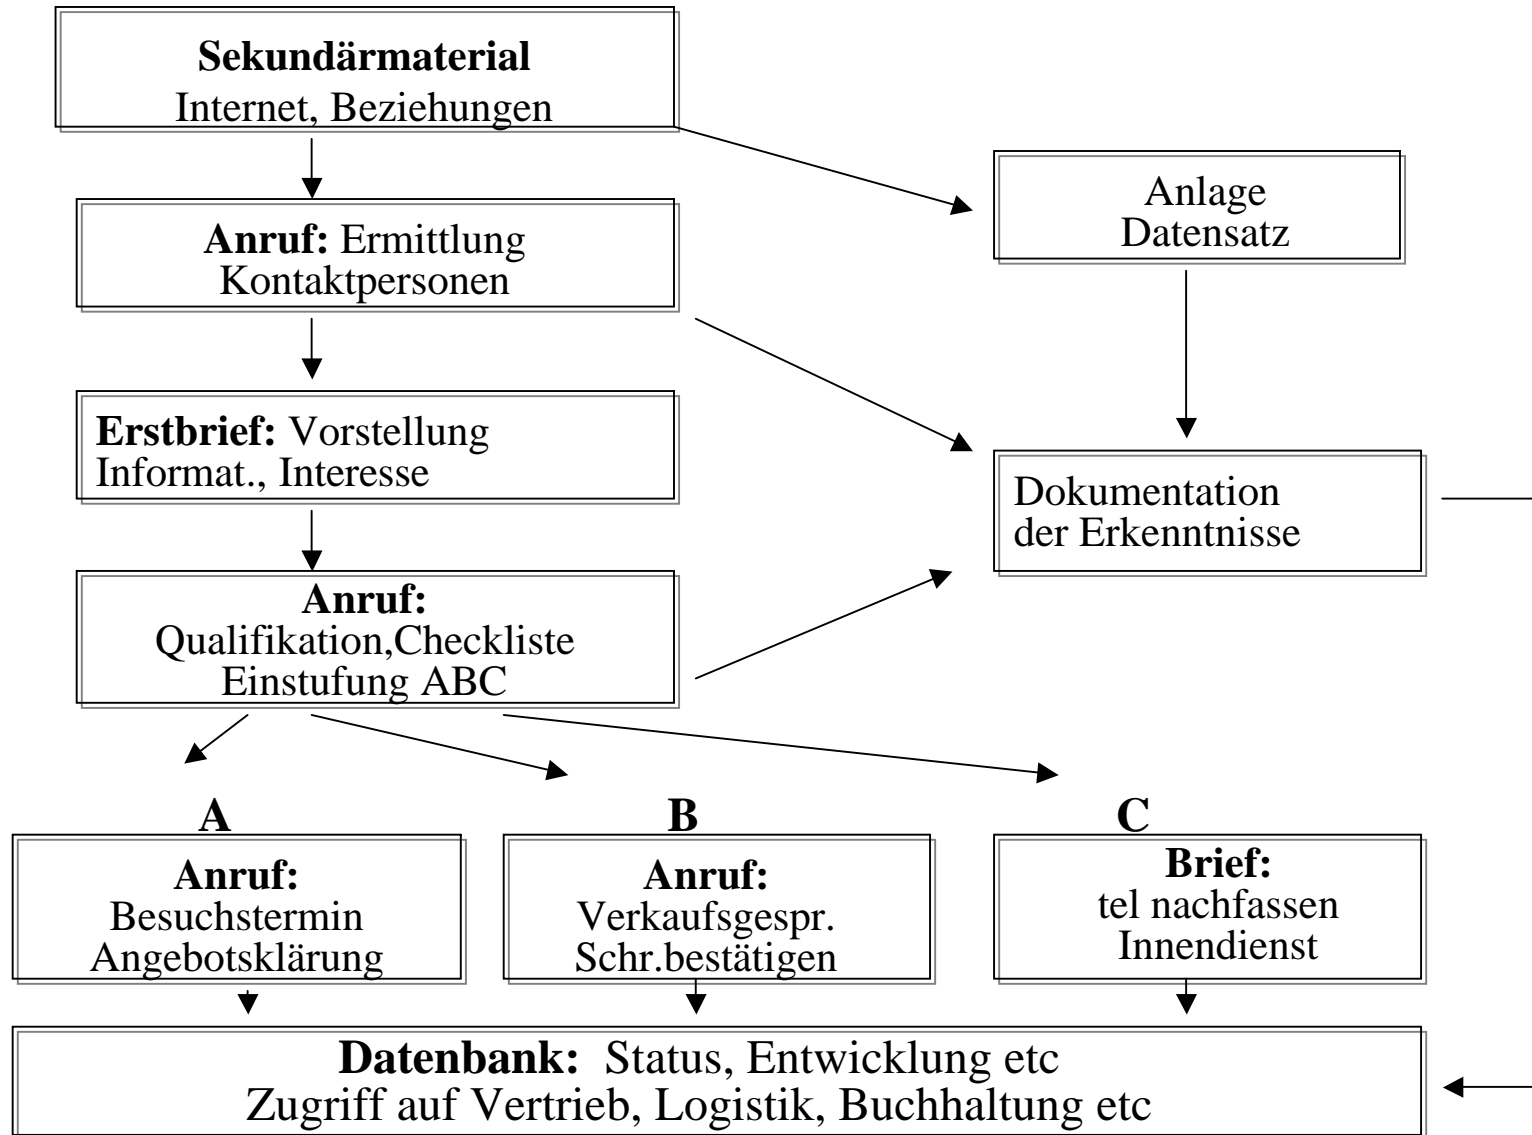 Sekundärmaterial
Internet, Beziehungen
Anlage
Datensatz
Anruf: Ermittlung
Kontaktpersonen
Erstbrief: Vorstellung
Informat., Interesse
Dokumentation
der Erkenntnisse
Anruf:
Qualifikation,Checkliste
Einstufung ABC
A
Anruf:
Besuchstermin
Angebotsklärung
B
Anruf:
Verkaufsgespr.
Schr.bestätigen
C
Brief:
tel nachfassen
Innendienst
Datenbank: Status, Entwicklung etc
Zugriff auf Vertrieb, Logistik, Buchhaltung etc